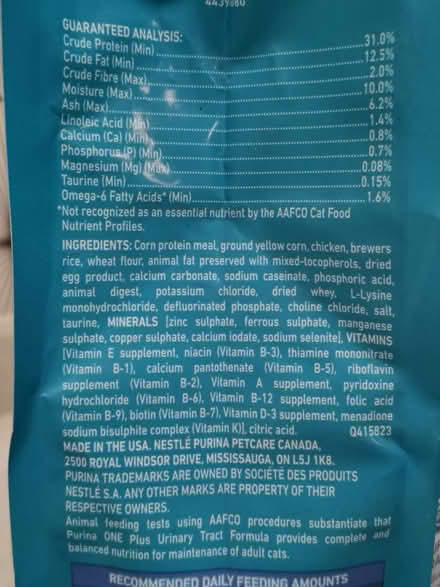 GUARANTEED ANALYSIS:
Crude Protein (Min) 31.0%
Crude Fat (Min) 12.5%
Crude Fibre (Max) 2.0%
Moisture (Max) 10.0%
Ash (Max) 6.2%
Linoleic Acid (Min) 1.4%
Calcium (Ca) (Min) 0.8%
Phosphorus (P) (Min) 0.7%
Magnesium (Mg) (Max) 0.08%
Taurine (Min) 0.15%
Omega-6 Fatty Acids* (Min) 1.6%
*Not recognized as an essential nutrient by the AAFCO Cat Food
Nutrient Profiles.
INGREDIENTS: Corn protein meal, ground yellow corn, chicken, brewers
rice, wheat flour, animal fat preserved with mixed-tocopherols, dried
egg product, calcium carbonate, sodium caseinate, phosphoric acid,
animal digest, potassium chloride, dried whey, L-Lysine
monohydrochloride, defluorinated phosphate, choline chloride, salt,
taurine, MINERALS [zinc sulphate, ferrous sulphate, manganese
sulphate, copper sulphate, calcium iodate, sodium selenite], VITAMINS
[Vitamin E supplement, niacin (Vitamin B-3), thiamine mononitrate
(Vitamin B-1), calcium pantothenate (Vitamin B-5), riboflavin
supplement (Vitamin B-2), Vitamin A supplement, pyridoxine
hydrochloride (Vitamin B-6), Vitamin B-12 supplement, folic acid
(Vitamin B-9), biotin (Vitamin B-7), Vitamin D-3 supplement, menadione
sodium bisulphite complex (Vitamin K)], citric acid. Q415823
MADE IN THE USA. NESTLÉ PURINA PETCARE CANADA,
2500 ROYAL WINDSOR DRIVE, MISSISSAUGA, ON L5J 1K8.
PURINA TRADEMARKS ARE OWNED BY SOCIÉTÉ DES PRODUITS
NESTLÉ S.A. ANY OTHER MARKS ARE PROPERTY OF THEIR
RESPECTIVE OWNERS.
Animal feeding tests using AAFCO procedures substantiate that
Purina ONE Plus Urinary Tract Formula provides complete and
balanced nutrition for maintenance of adult cats.
RECOMMENDED DAILY FEEDING AMOUNTS